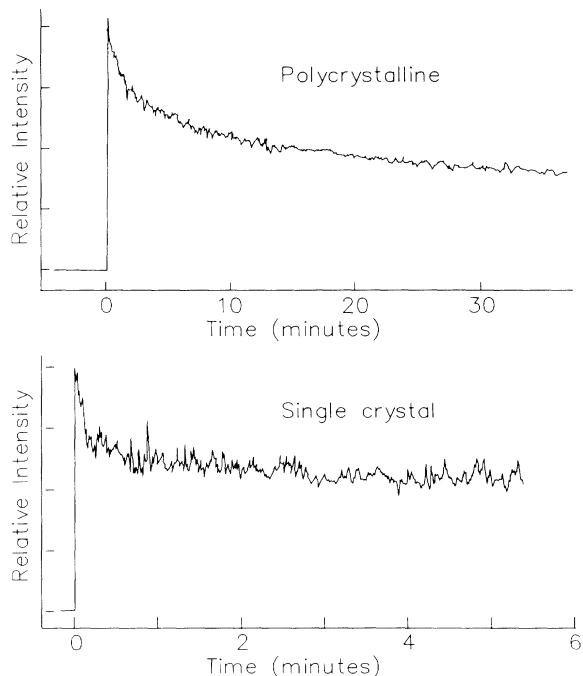 Relative Intensity
Polycrystalline
0 10 20 30
Time (minutes)
Relative Intensity
Single crystal
0 2 4 6
Time (minutes)